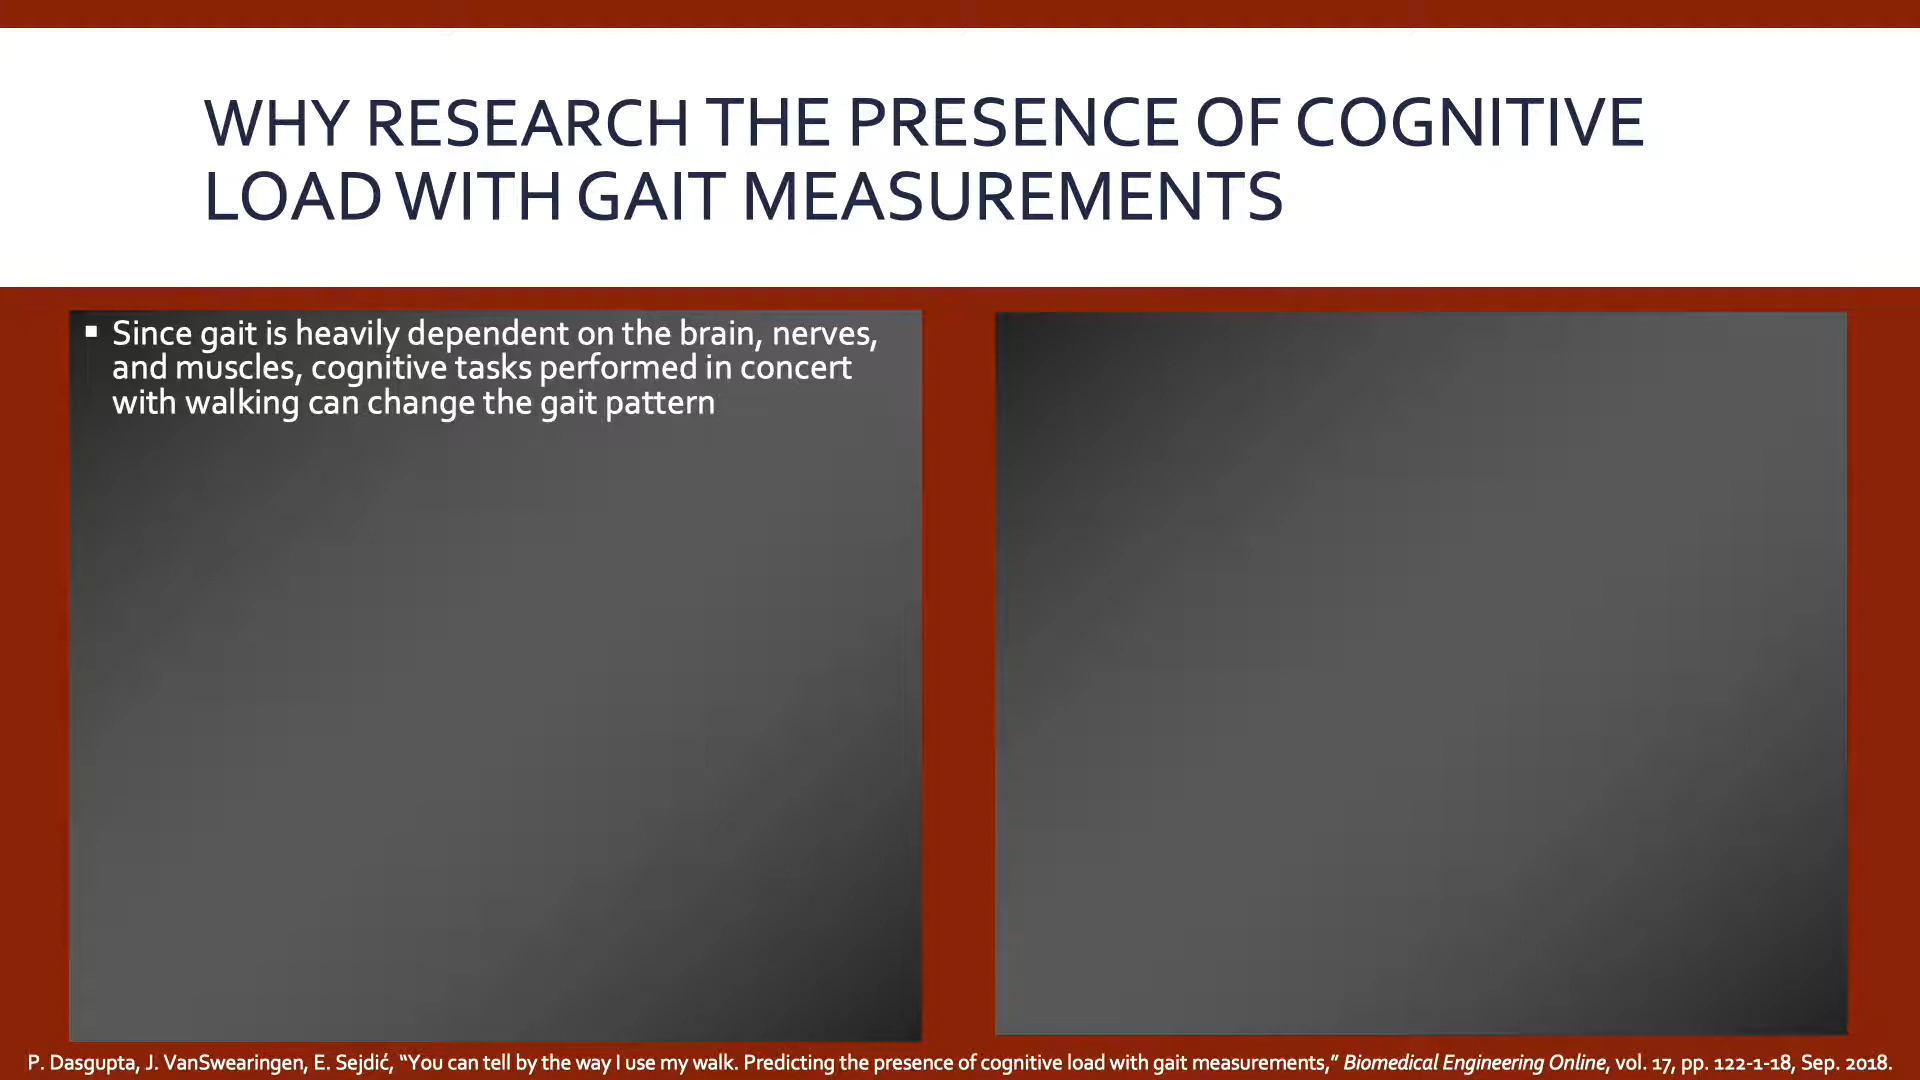 WHY RESEARCH THE PRESENCE OF COGNITIVE
LOAD WITH GAIT MEASUREMENTS
▪ Since gait is heavily dependent on the brain, nerves,
and muscles, cognitive tasks performed in concert
with walking can change the gait pattern
P. Dasgupta, J. VanSwearingen, E. Sejdić, “You can tell by the way I use my walk. Predicting the presence of cognitive load with gait measurements,” Biomedical Engineering Online, vol. 17, pp. 122-1-18, Sep. 2018.